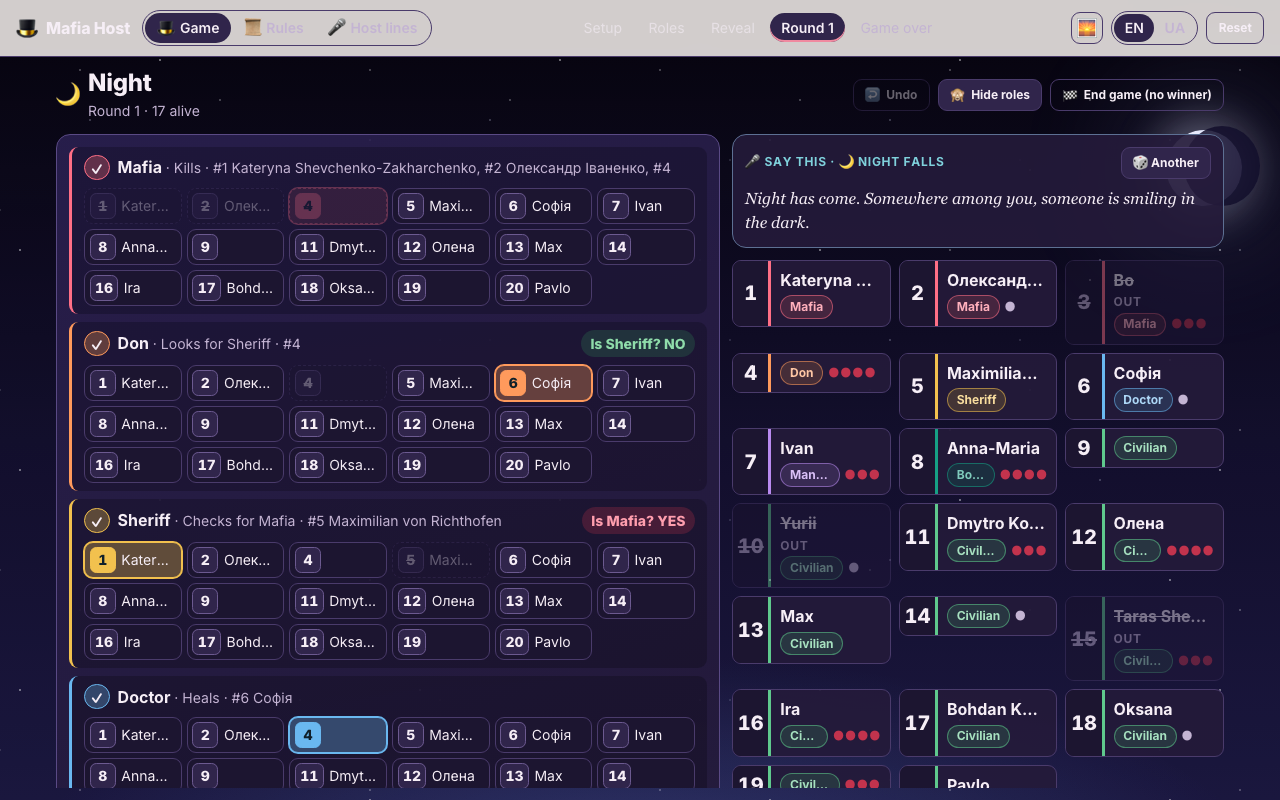 Mafia Host Game Rules Host lines Setup Roles Reveal Round 1 Game over EN UA Reset
Night
Round 1 · 17 alive
Undo Hide roles End game (no winner)
Mafia · Kills · #1 Kateryna Shevchenko-Zakharchenko, #2 Олександр Іваненко, #4
1 Kater… 2 Олек… 4 5 Maxi… 6 Софія 7 Ivan
8 Anna… 9 11 Dmyt… 12 Олена 13 Max 14
16 Ira 17 Bohd… 18 Oksa… 19 20 Pavlo
Don · Looks for Sheriff · #4 Is Sheriff? NO
1 Kater… 2 Олек… 4 5 Maxi… 6 Софія 7 Ivan
8 Anna… 9 11 Dmyt… 12 Олена 13 Max 14
16 Ira 17 Bohd… 18 Oksa… 19 20 Pavlo
Sheriff · Checks for Mafia · #5 Maximilian von Richthofen Is Mafia? YES
1 Kater… 2 Олек… 4 5 Maxi… 6 Софія 7 Ivan
8 Anna… 9 11 Dmyt… 12 Олена 13 Max 14
16 Ira 17 Bohd… 18 Oksa… 19 20 Pavlo
Doctor · Heals · #6 Софія
1 Kater… 2 Олек… 4 5 Maxi… 6 Софія 7 Ivan
8 Anna… 9 11 Dmyt… 12 Олена 13 Max 14
SAY THIS · NIGHT FALLS Another
Night has come. Somewhere among you, someone is smiling in
the dark.
1 Kateryna …
Mafia
2 Олександ…
Mafia
3 Bo
OUT
Mafia
4 Don
5 Maximilia…
Sheriff
6 Софія
Doctor
7 Ivan
Man…
8 Anna-Maria
Bo…
9 Civilian
10 Yurii
OUT
Civilian
11 Dmytro Ko…
Civil…
12 Олена
Ci…
13 Max
Civilian
14 Civilian
15 Taras She…
OUT
Civil…
16 Ira
Ci…
17 Bohdan K…
Civilian
18 Oksana
Civilian
19 Civil…
Pavlo